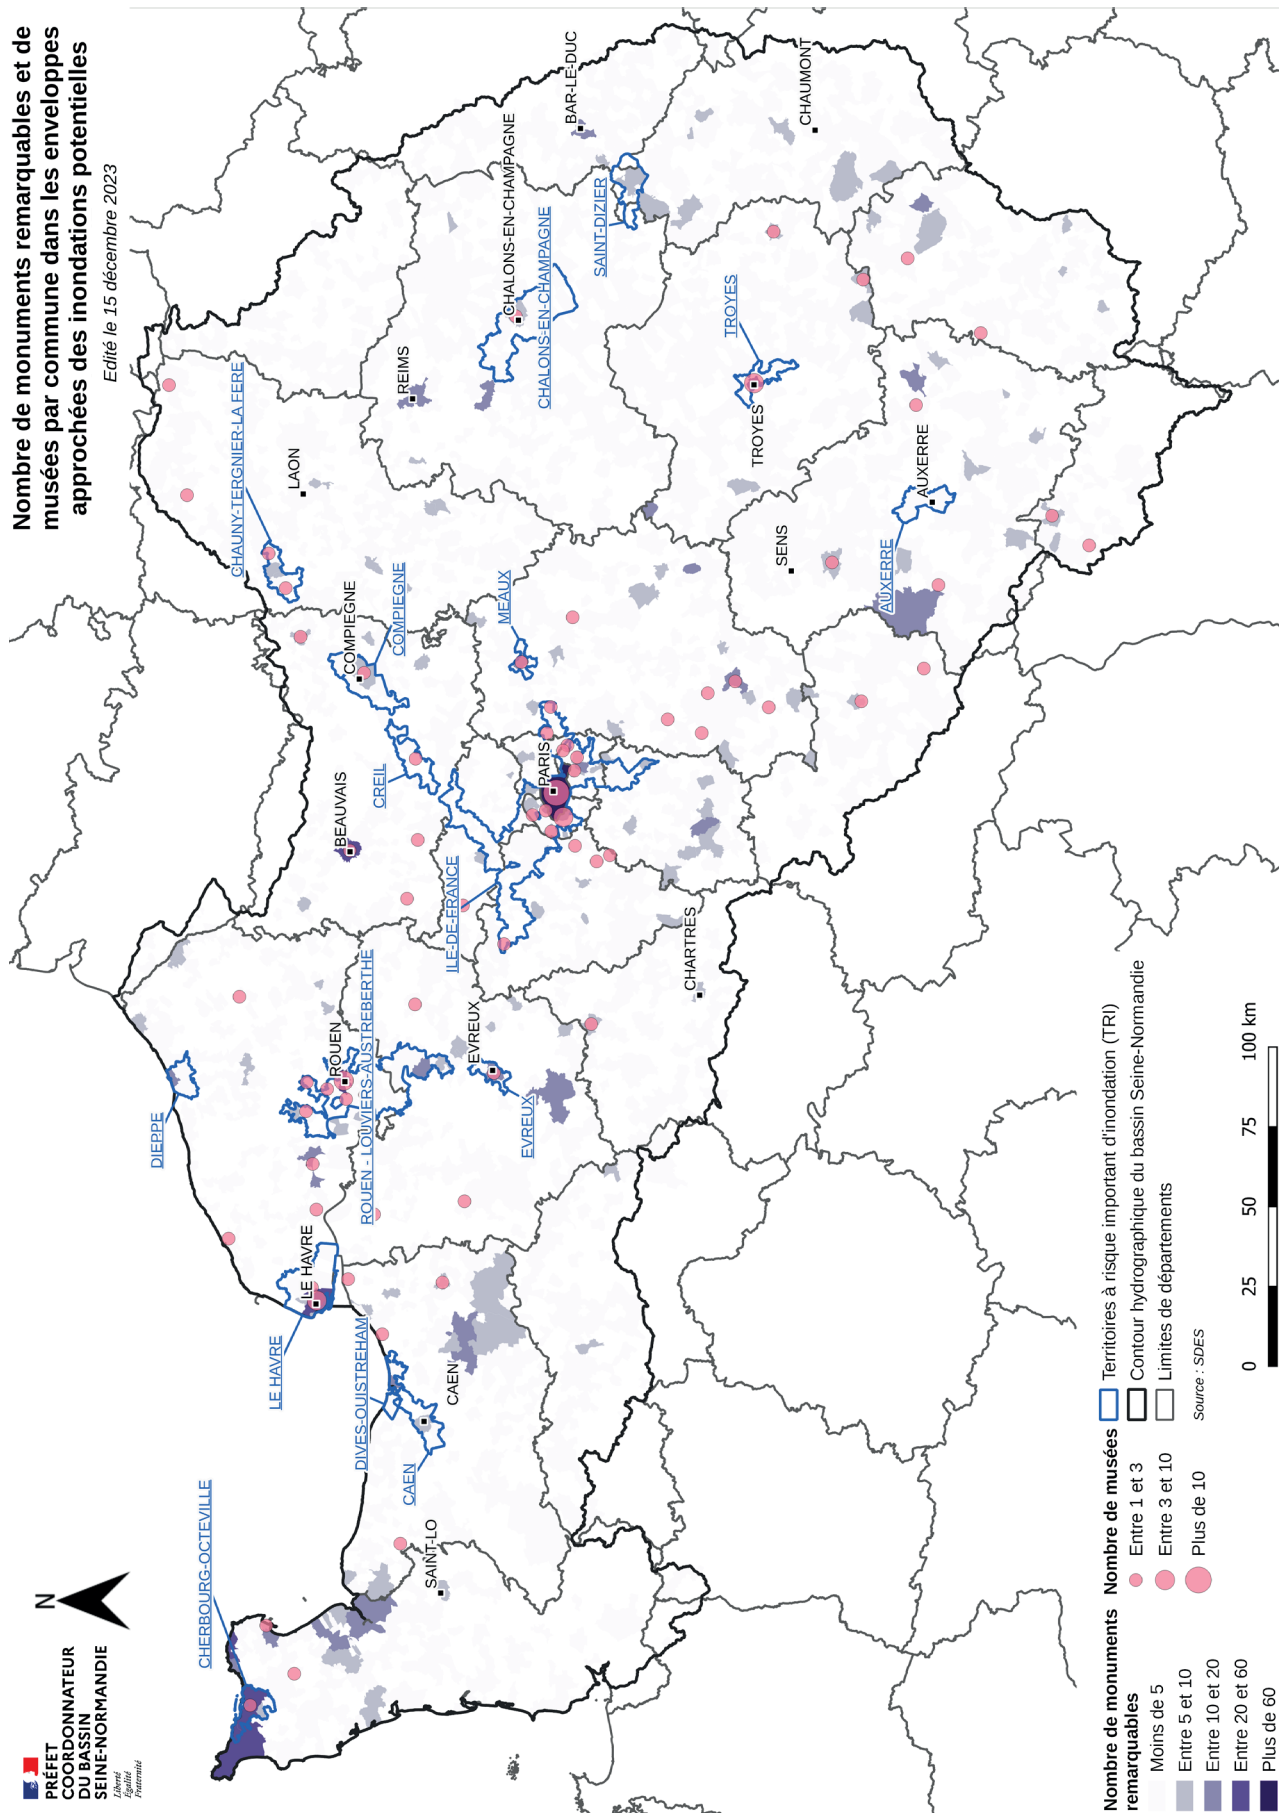 Nombre de monuments remarquables et de
musées par commune dans les enveloppes
approchées des inondations potentielles
Edité le 15 décembre 2023
PRÉFET
COORDONNATEUR
DU BASSIN
SEINE-NORMANDIE
Liberté
Égalité
Fraternité
N
CHERBOURG-OCTEVILLE
SAINT-LO
CAEN
DIVES-OUISTREHAM
CAEN
LE HAVRE
LE HAVRE
DIEPPE
ROUEN
ROUEN - LOUVIERS-AUSTREBERTHE
EVREUX
EVREUX
CHARTRES
ILE-DE-FRANCE
BEAUVAIS
CREIL
PARIS
COMPIEGNE
COMPIEGNE
MEAUX
CHAUNY-TERGNIER-LA FERE
LAON
REIMS
CHALONS-EN-CHAMPAGNE
CHALONS-EN-CHAMPAGNE
SAINT-DIZIER
BAR-LE-DUC
CHAUMONT
TROYES
TROYES
SENS
AUXERRE
AUXERRE
Nombre de monuments
remarquables
Moins de 5
Entre 5 et 10
Entre 10 et 20
Entre 20 et 60
Plus de 60
Nombre de musées
Entre 1 et 3
Entre 3 et 10
Plus de 10
Territoires à risque important d'inondation (TRI)
Contour hydrographique du bassin Seine-Normandie
Limites de départements
Source : SDES
0 25 50 75 100 km